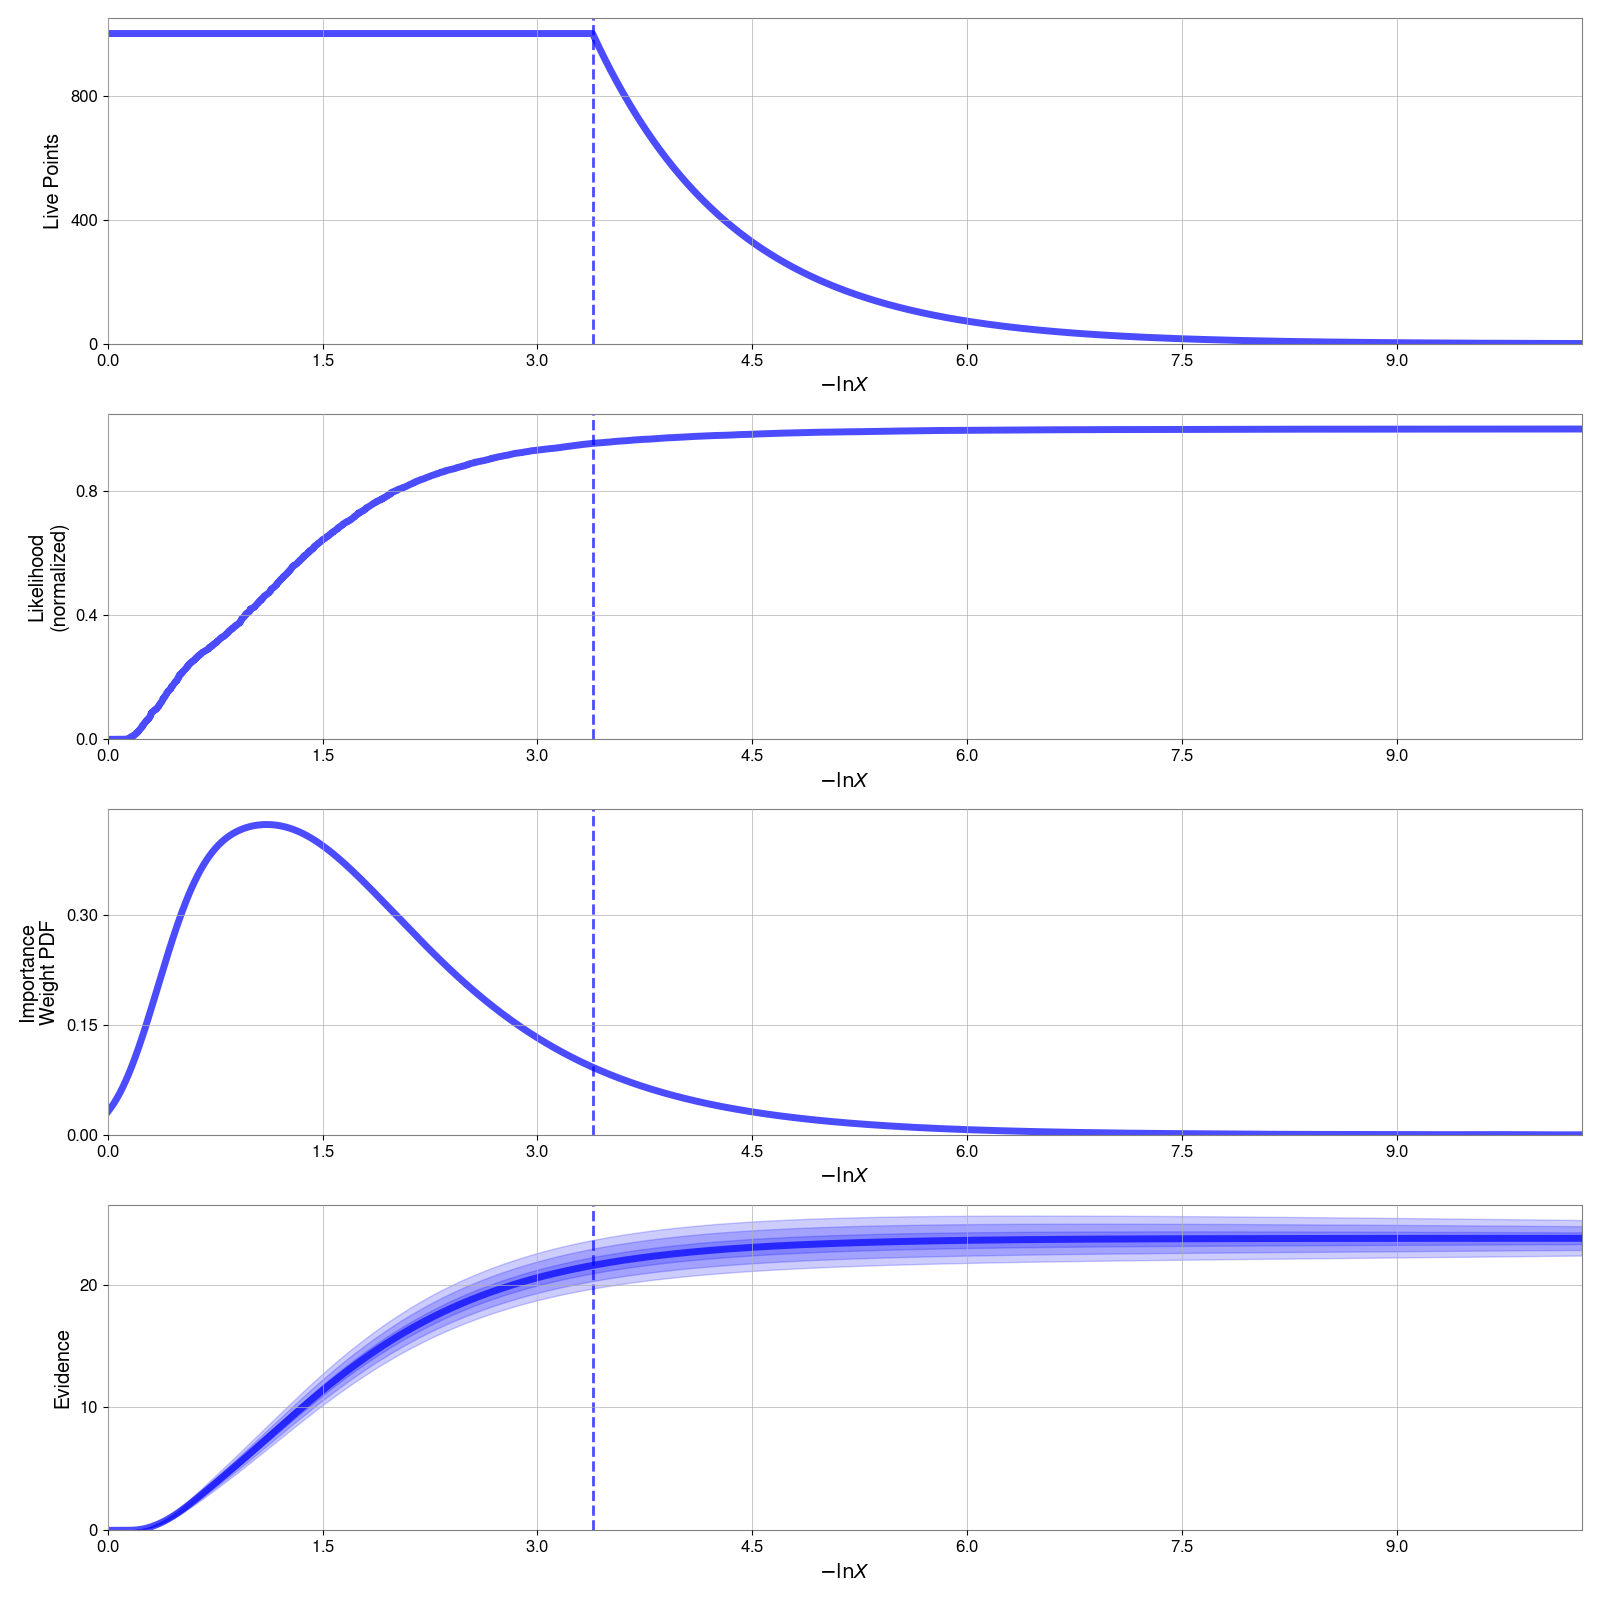 Live Points
800
400
0
0.0 1.5 3.0 4.5 6.0 7.5 9.0
−lnX
Likelihood
(normalized)
0.8
0.4
0.0
0.0 1.5 3.0 4.5 6.0 7.5 9.0
−lnX
Importance
Weight PDF
0.30
0.15
0.00
0.0 1.5 3.0 4.5 6.0 7.5 9.0
−lnX
Evidence
20
10
0
0.0 1.5 3.0 4.5 6.0 7.5 9.0
−lnX